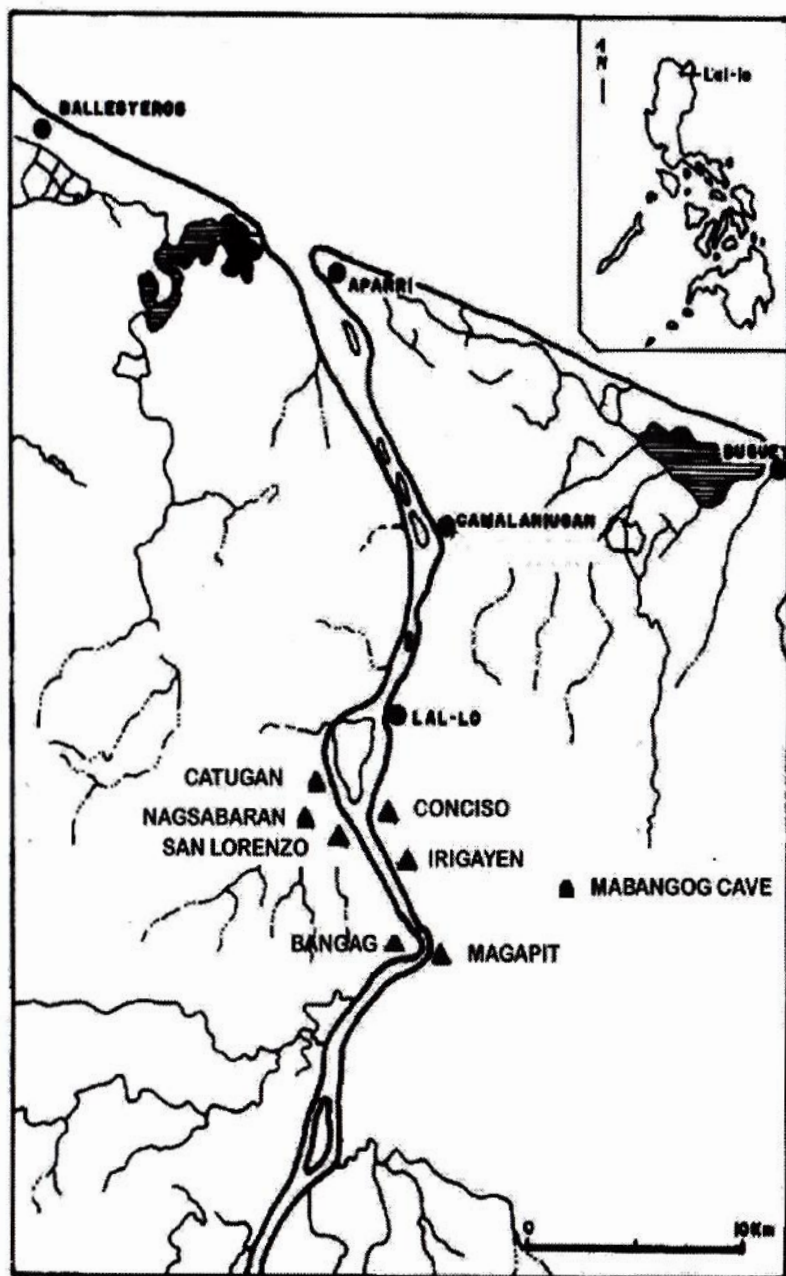 BALLESTEROS
N
Lal-lo
APARRI
BUGUEY
CAMALANIUGAN
LAL-LO
CATUGAN
CONCISO
NAGSABARAN
SAN LORENZO
IRIGAYEN
MABANGOG CAVE
BANGAG
MAGAPIT
0 10Km